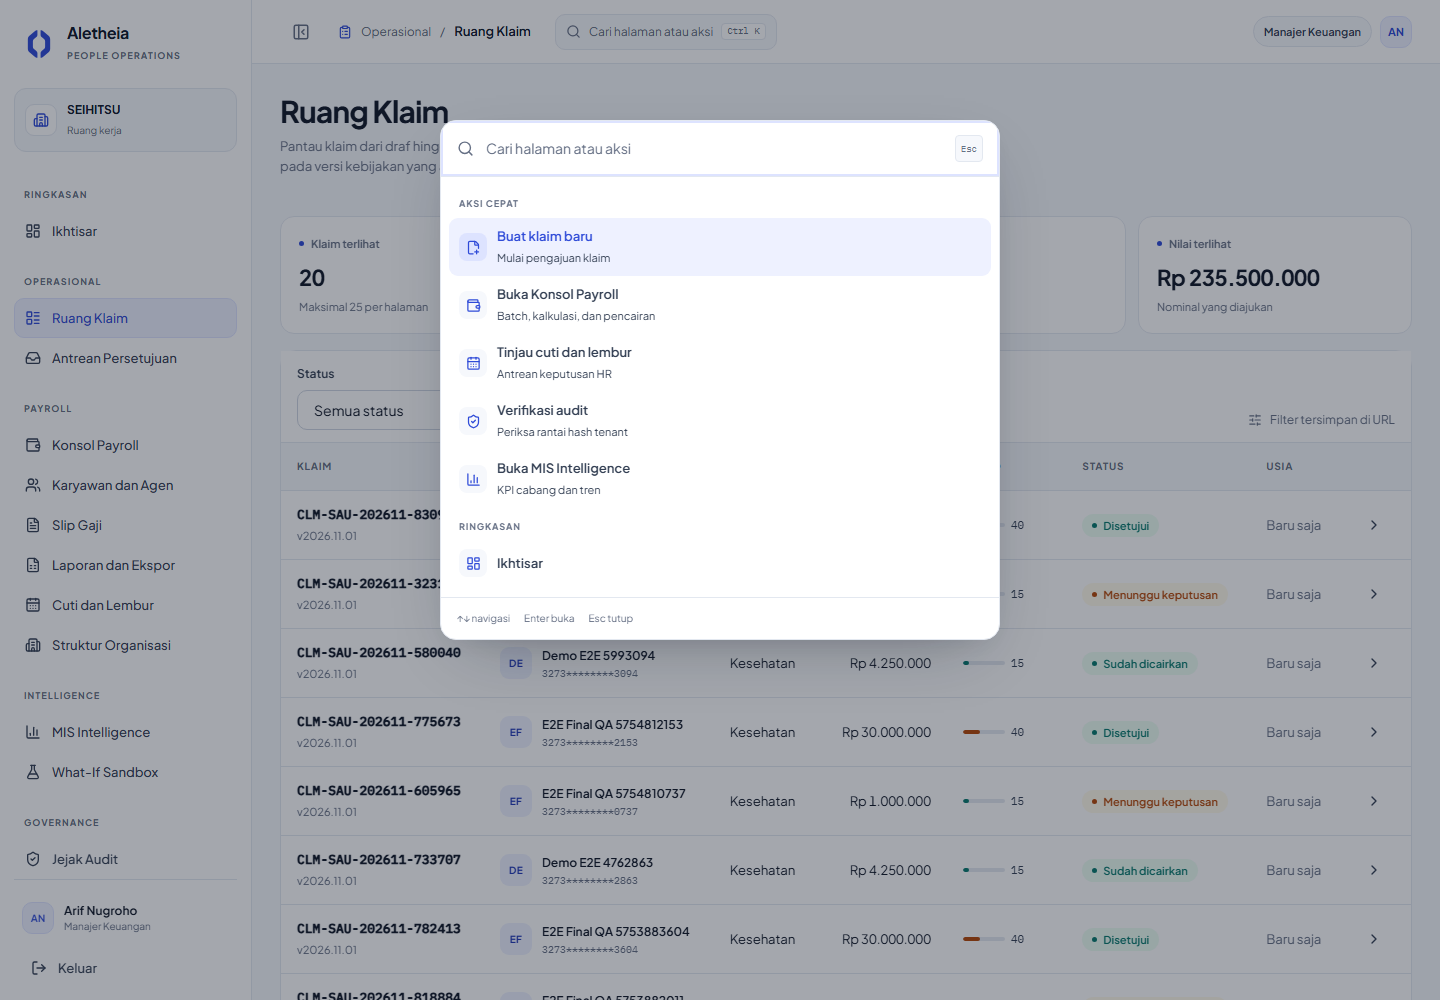 Aletheia
PEOPLE OPERATIONS
SEIHITSU
Ruang kerja
RINGKASAN
Ikhtisar
OPERASIONAL
Ruang Klaim
Antrean Persetujuan
PAYROLL
Konsol Payroll
Karyawan dan Agen
Slip Gaji
Laporan dan Ekspor
Cuti dan Lembur
Struktur Organisasi
INTELLIGENCE
MIS Intelligence
What-If Sandbox
GOVERNANCE
Jejak Audit
AN
Arif Nugroho
Manajer Keuangan
Keluar
Operasional / Ruang Klaim
Cari halaman atau aksi Ctrl K
Manajer Keuangan AN
Ruang Klaim
Pantau klaim dari draf hing
pada versi kebijakan yang
Klaim terlihat
20
Maksimal 25 per halaman
Nilai terlihat
Rp 235.500.000
Nominal yang diajukan
Status
Semua status
Filter tersimpan di URL
Cari halaman atau aksi Esc
AKSI CEPAT
Buat klaim baru
Mulai pengajuan klaim
Buka Konsol Payroll
Batch, kalkulasi, dan pencairan
Tinjau cuti dan lembur
Antrean keputusan HR
Verifikasi audit
Periksa rantai hash tenant
Buka MIS Intelligence
KPI cabang dan tren
RINGKASAN
Ikhtisar
↑↓ navigasi Enter buka Esc tutup
KLAIM STATUS USIA
CLM-SAU-202611-830 40 Disetujui Baru saja
v2026.11.01
CLM-SAU-202611-323 15 Menunggu keputusan Baru saja
v2026.11.01
CLM-SAU-202611-580040 DE Demo E2E 5993094 Kesehatan Rp 4.250.000 15 Sudah dicairkan Baru saja
v2026.11.01 3273********3094
CLM-SAU-202611-775673 EF E2E Final QA 5754812153 Kesehatan Rp 30.000.000 40 Disetujui Baru saja
v2026.11.01 3273********2153
CLM-SAU-202611-605965 EF E2E Final QA 5754810737 Kesehatan Rp 1.000.000 15 Menunggu keputusan Baru saja
v2026.11.01 3273********0737
CLM-SAU-202611-733707 DE Demo E2E 4762863 Kesehatan Rp 4.250.000 15 Sudah dicairkan Baru saja
v2026.11.01 3273********2863
CLM-SAU-202611-782413 EF E2E Final QA 5753883604 Kesehatan Rp 30.000.000 40 Disetujui Baru saja
v2026.11.01 3273********3604
CLM-SAU-202611-818884